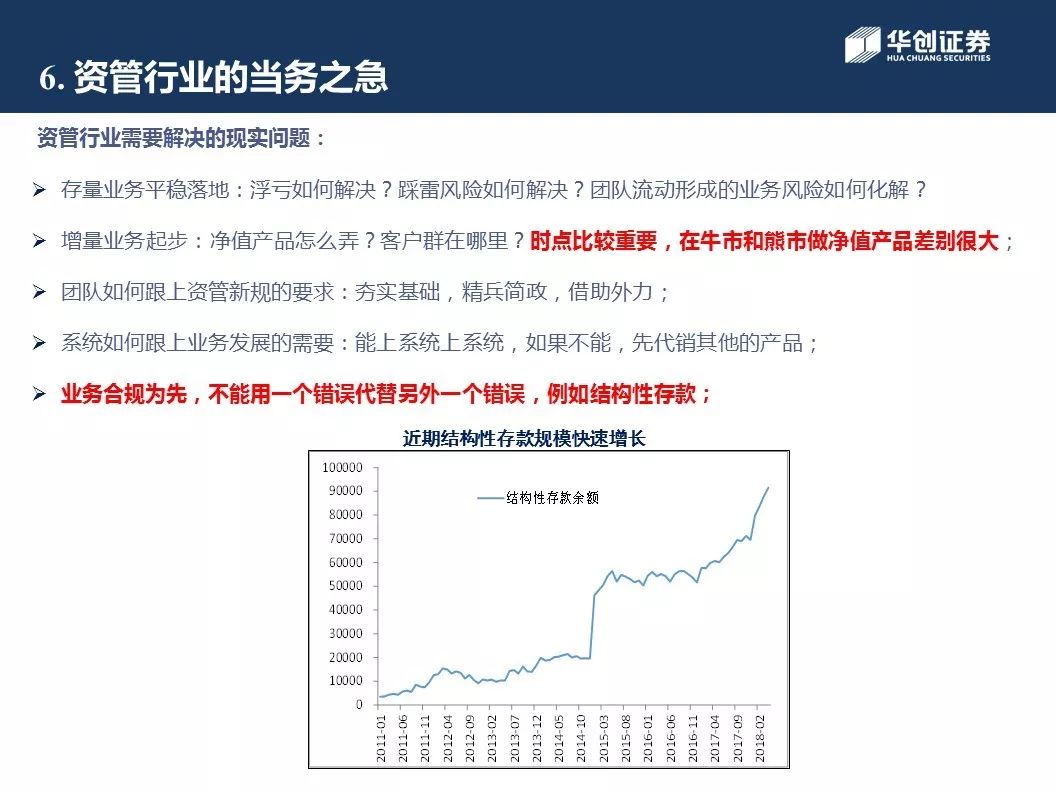 华创证券
HUA CHUANG SECURITIES
6. 资管行业的当务之急
资管行业需要解决的现实问题：
➢ 存量业务平稳落地：浮亏如何解决？踩雷风险如何解决？团队流动形成的业务风险如何化解？
➢ 增量业务起步：净值产品怎么弄？客户群在哪里？时点比较重要，在牛市和熊市做净值产品差别很大；
➢ 团队如何跟上资管新规的要求：夯实基础，精兵简政，借助外力；
➢ 系统如何跟上业务发展的需要：能上系统上系统，如果不能，先代销其他的产品；
➢ 业务合规为先，不能用一个错误代替另外一个错误，例如结构性存款；
近期结构性存款规模快速增长
结构性存款余额
100000
90000
80000
70000
60000
50000
40000
30000
20000
10000
0
2011-01
2011-06
2011-11
2012-04
2012-09
2013-02
2013-07
2013-12
2014-05
2014-10
2015-03
2015-08
2016-01
2016-06
2016-11
2017-04
2017-09
2018-02